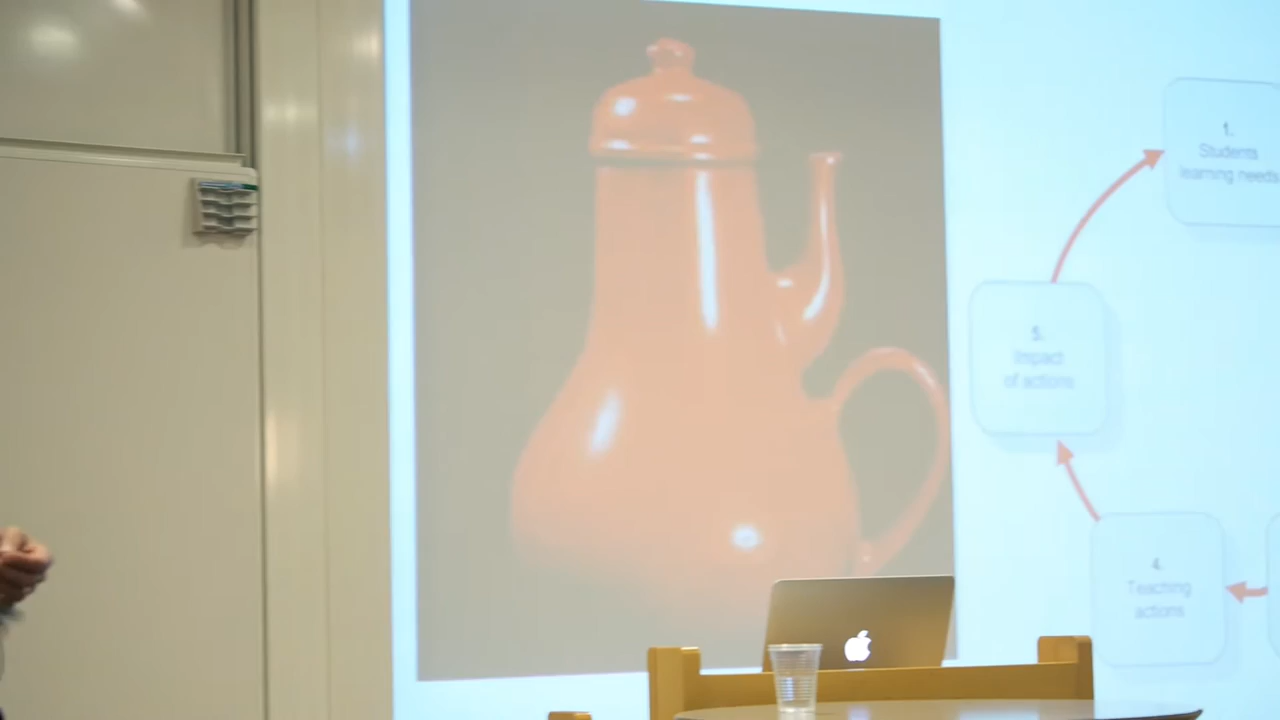 1.
Students
learning needs
5.
Impact
of actions
4.
Teaching
actions